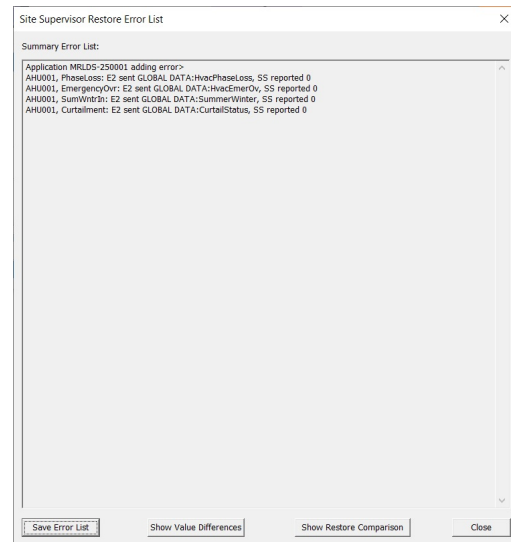 Site Supervisor Restore Error List
Summary Error List:
Application MRLDS-250001 adding error>
AHU001, PhaseLoss: E2 sent GLOBAL DATA:HvacPhaseLoss, SS reported 0
AHU001, EmergencyOvr: E2 sent GLOBAL DATA:HvacEmerOv, SS reported 0
AHU001, SumWntrIn: E2 sent GLOBAL DATA:SummerWinter, SS reported 0
AHU001, Curtailment: E2 sent GLOBAL DATA:CurtailStatus, SS reported 0
Save Error List Show Value Differences Show Restore Comparison Close